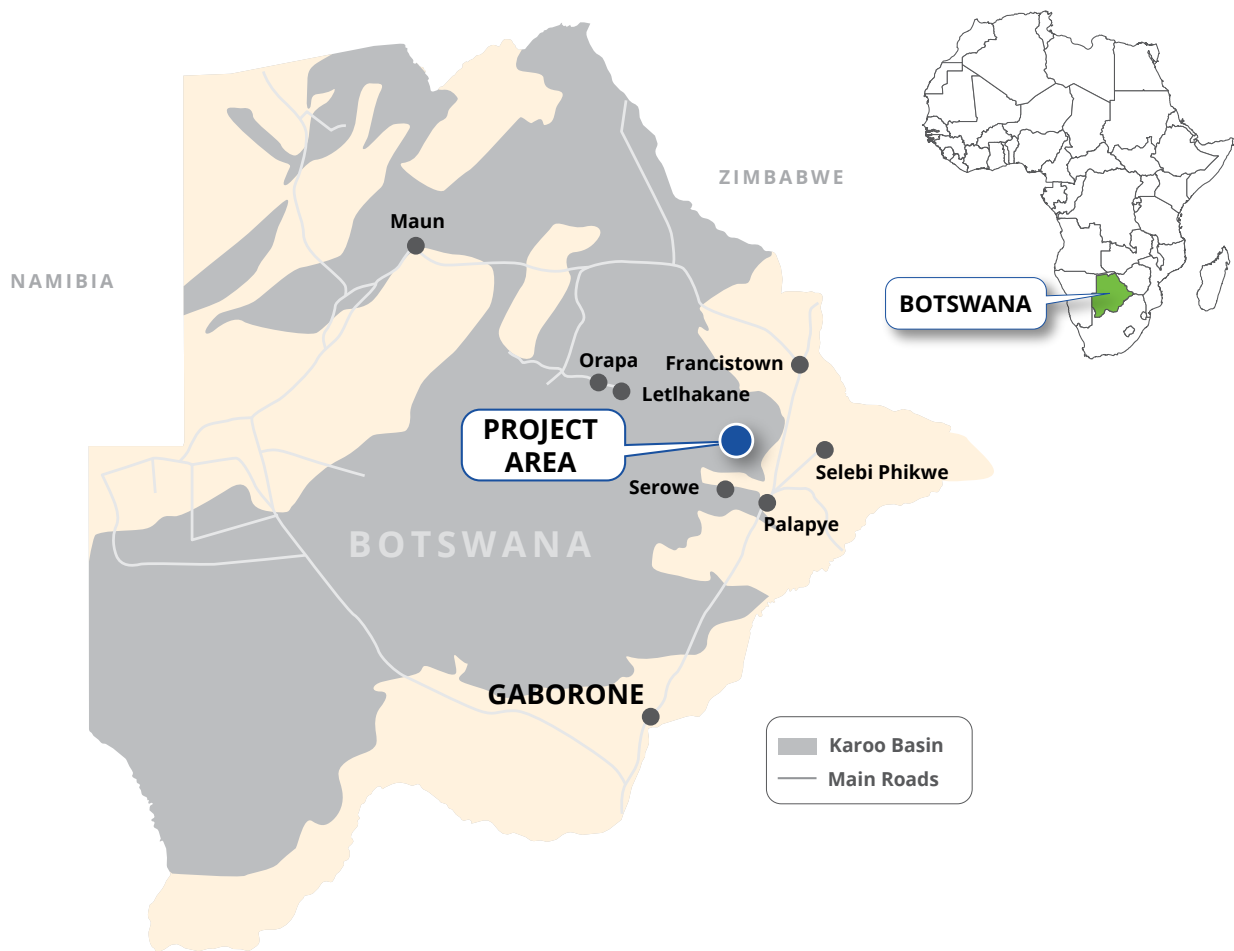 ZIMBABWE
Maun
NAMIBIA
BOTSWANA
Orapa
Francistown
Letlhakane
PROJECT
AREA
Selebi Phikwe
Serowe
Palapye
BOTSWANA
GABORONE
Karoo Basin
Main Roads